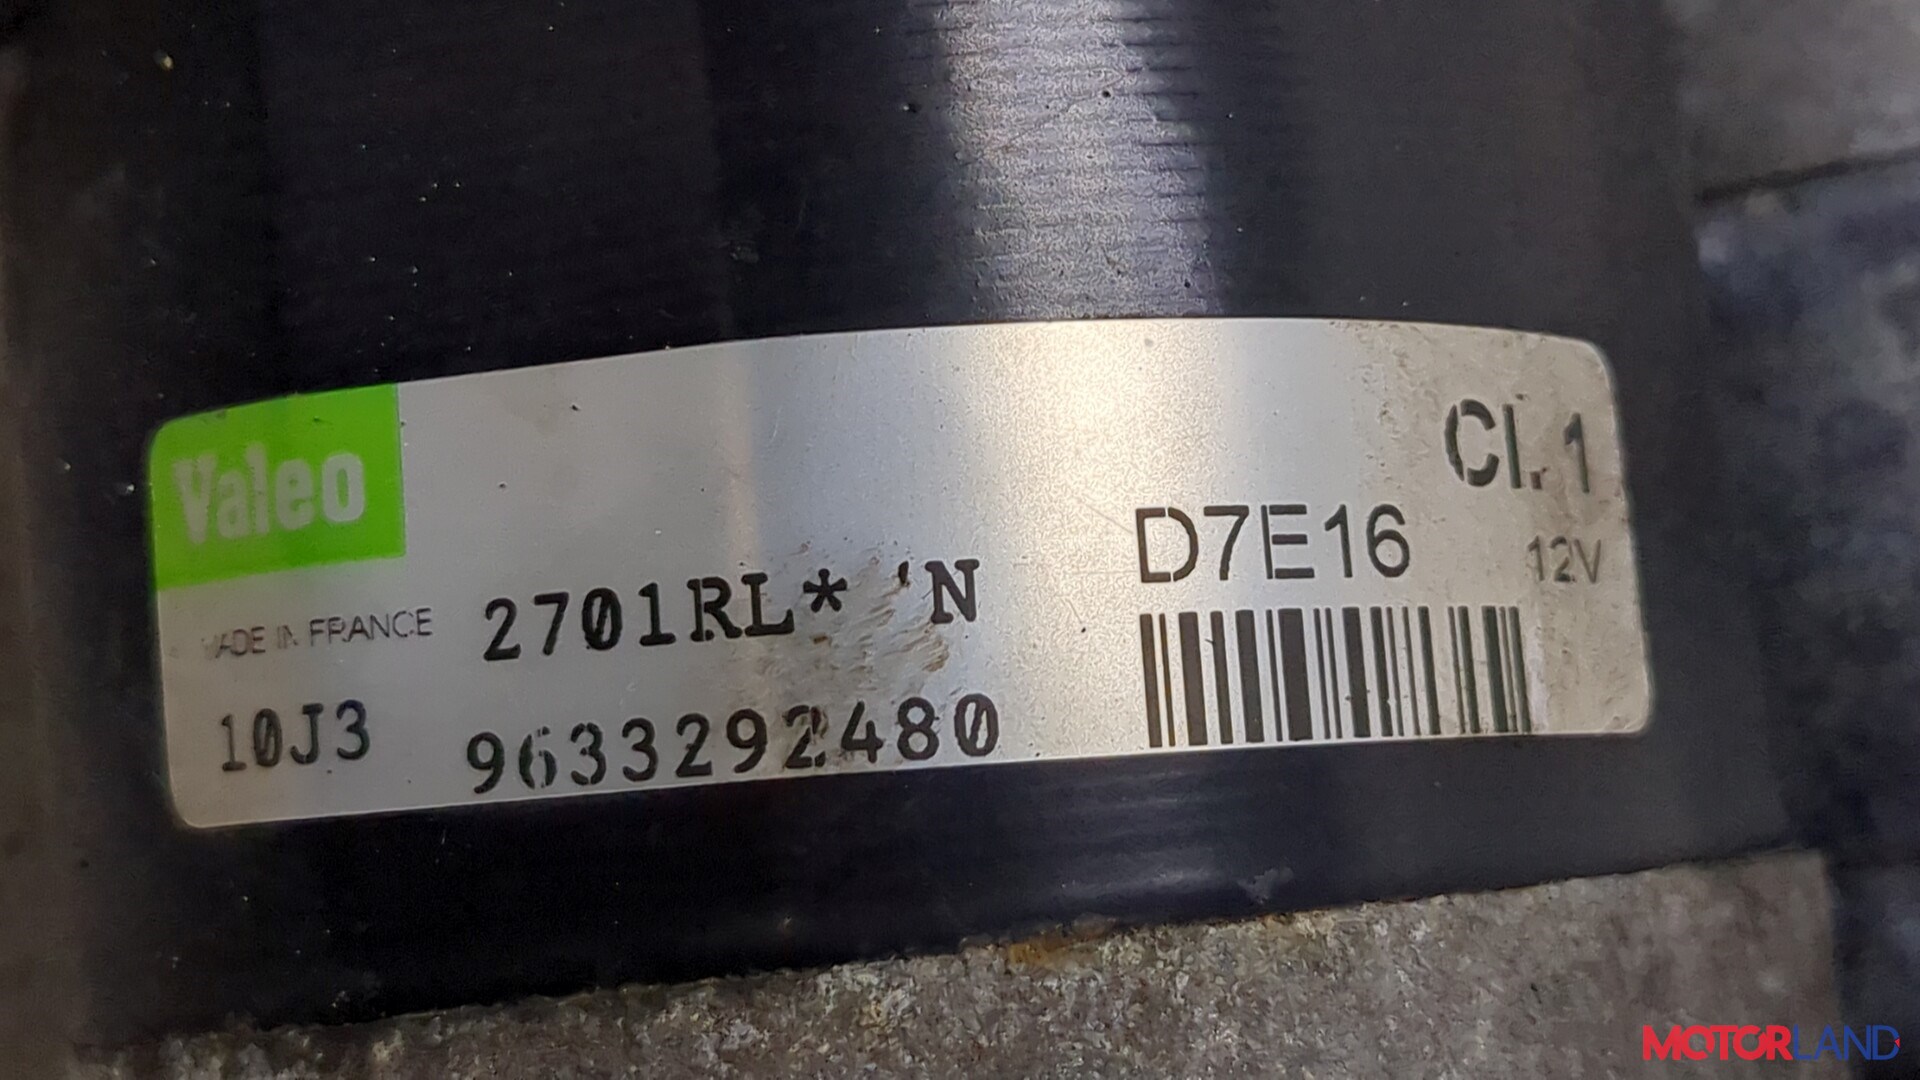 Valeo
CL 1
D7E16
12V
MADE IN FRANCE
2701RL* N
10J3
9633292480
MOTORLAND